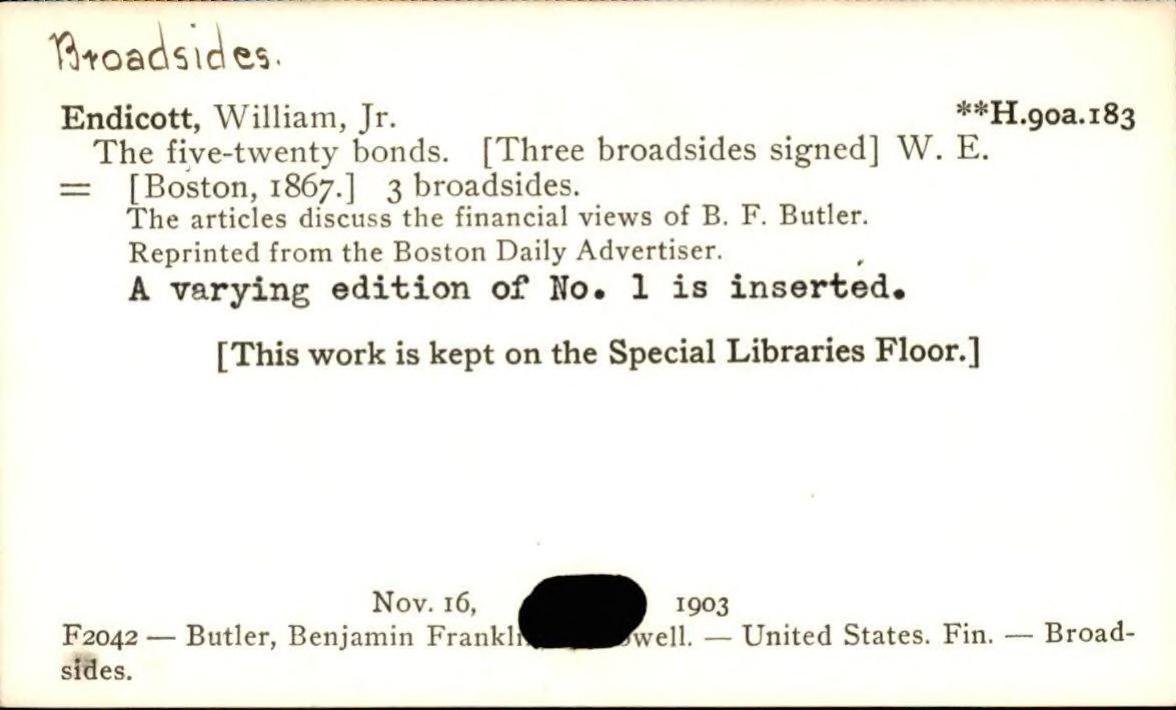 Broadsides.
Endicott, William, Jr. **H.90a.183
The five-twenty bonds. [Three broadsides signed] W. E.
= [Boston, 1867.] 3 broadsides.
The articles discuss the financial views of B. F. Butler.
Reprinted from the Boston Daily Advertiser.
A varying edition of No. 1 is inserted.
[This work is kept on the Special Libraries Floor.]
Nov. 16, 1903
F2042 — Butler, Benjamin — United States. Fin. — Broad-
sides.